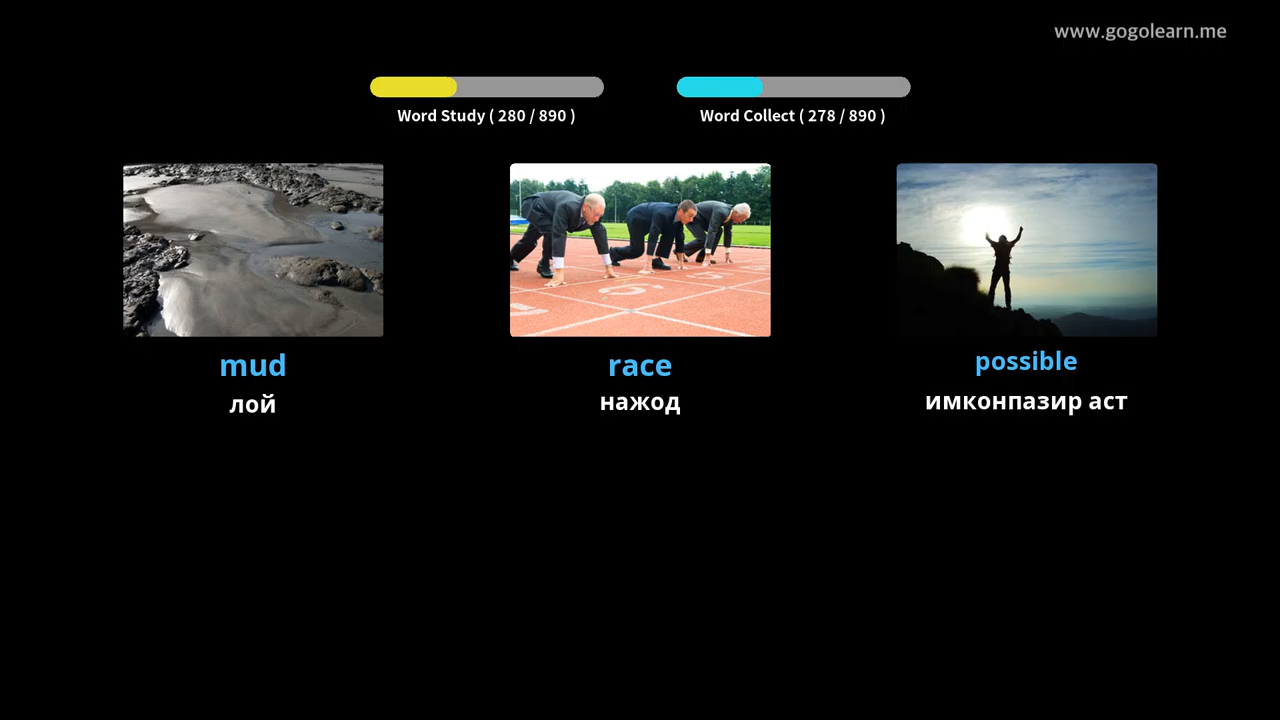 www.gogolearn.me
Word Study ( 280 / 890 )
Word Collect ( 278 / 890 )
mud
race
possible
лой
нажод
имконпазир аст